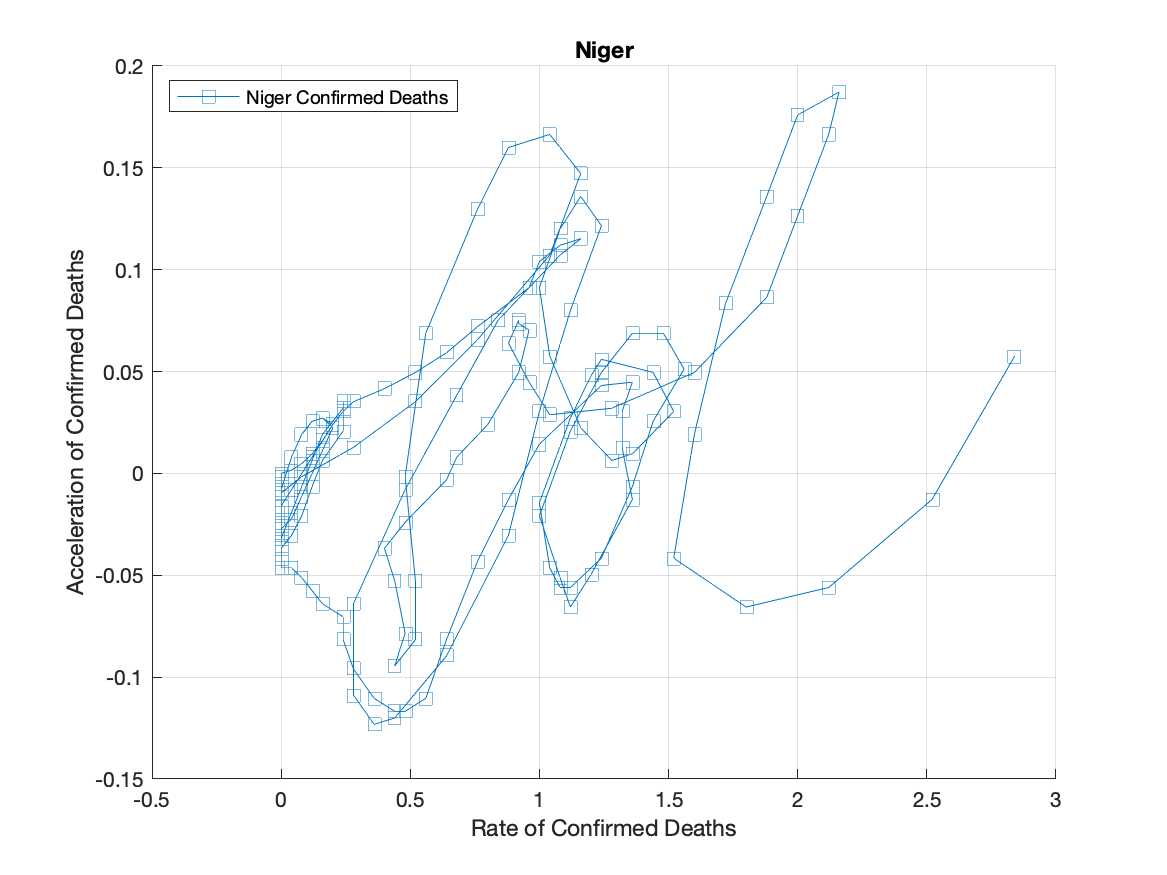 Niger
0.2
Niger Confirmed Deaths
0.15
0.1
0.05
0
-0.05
-0.1
-0.15
Acceleration of Confirmed Deaths
-0.5 0 0.5 1 1.5 2 2.5 3
Rate of Confirmed Deaths